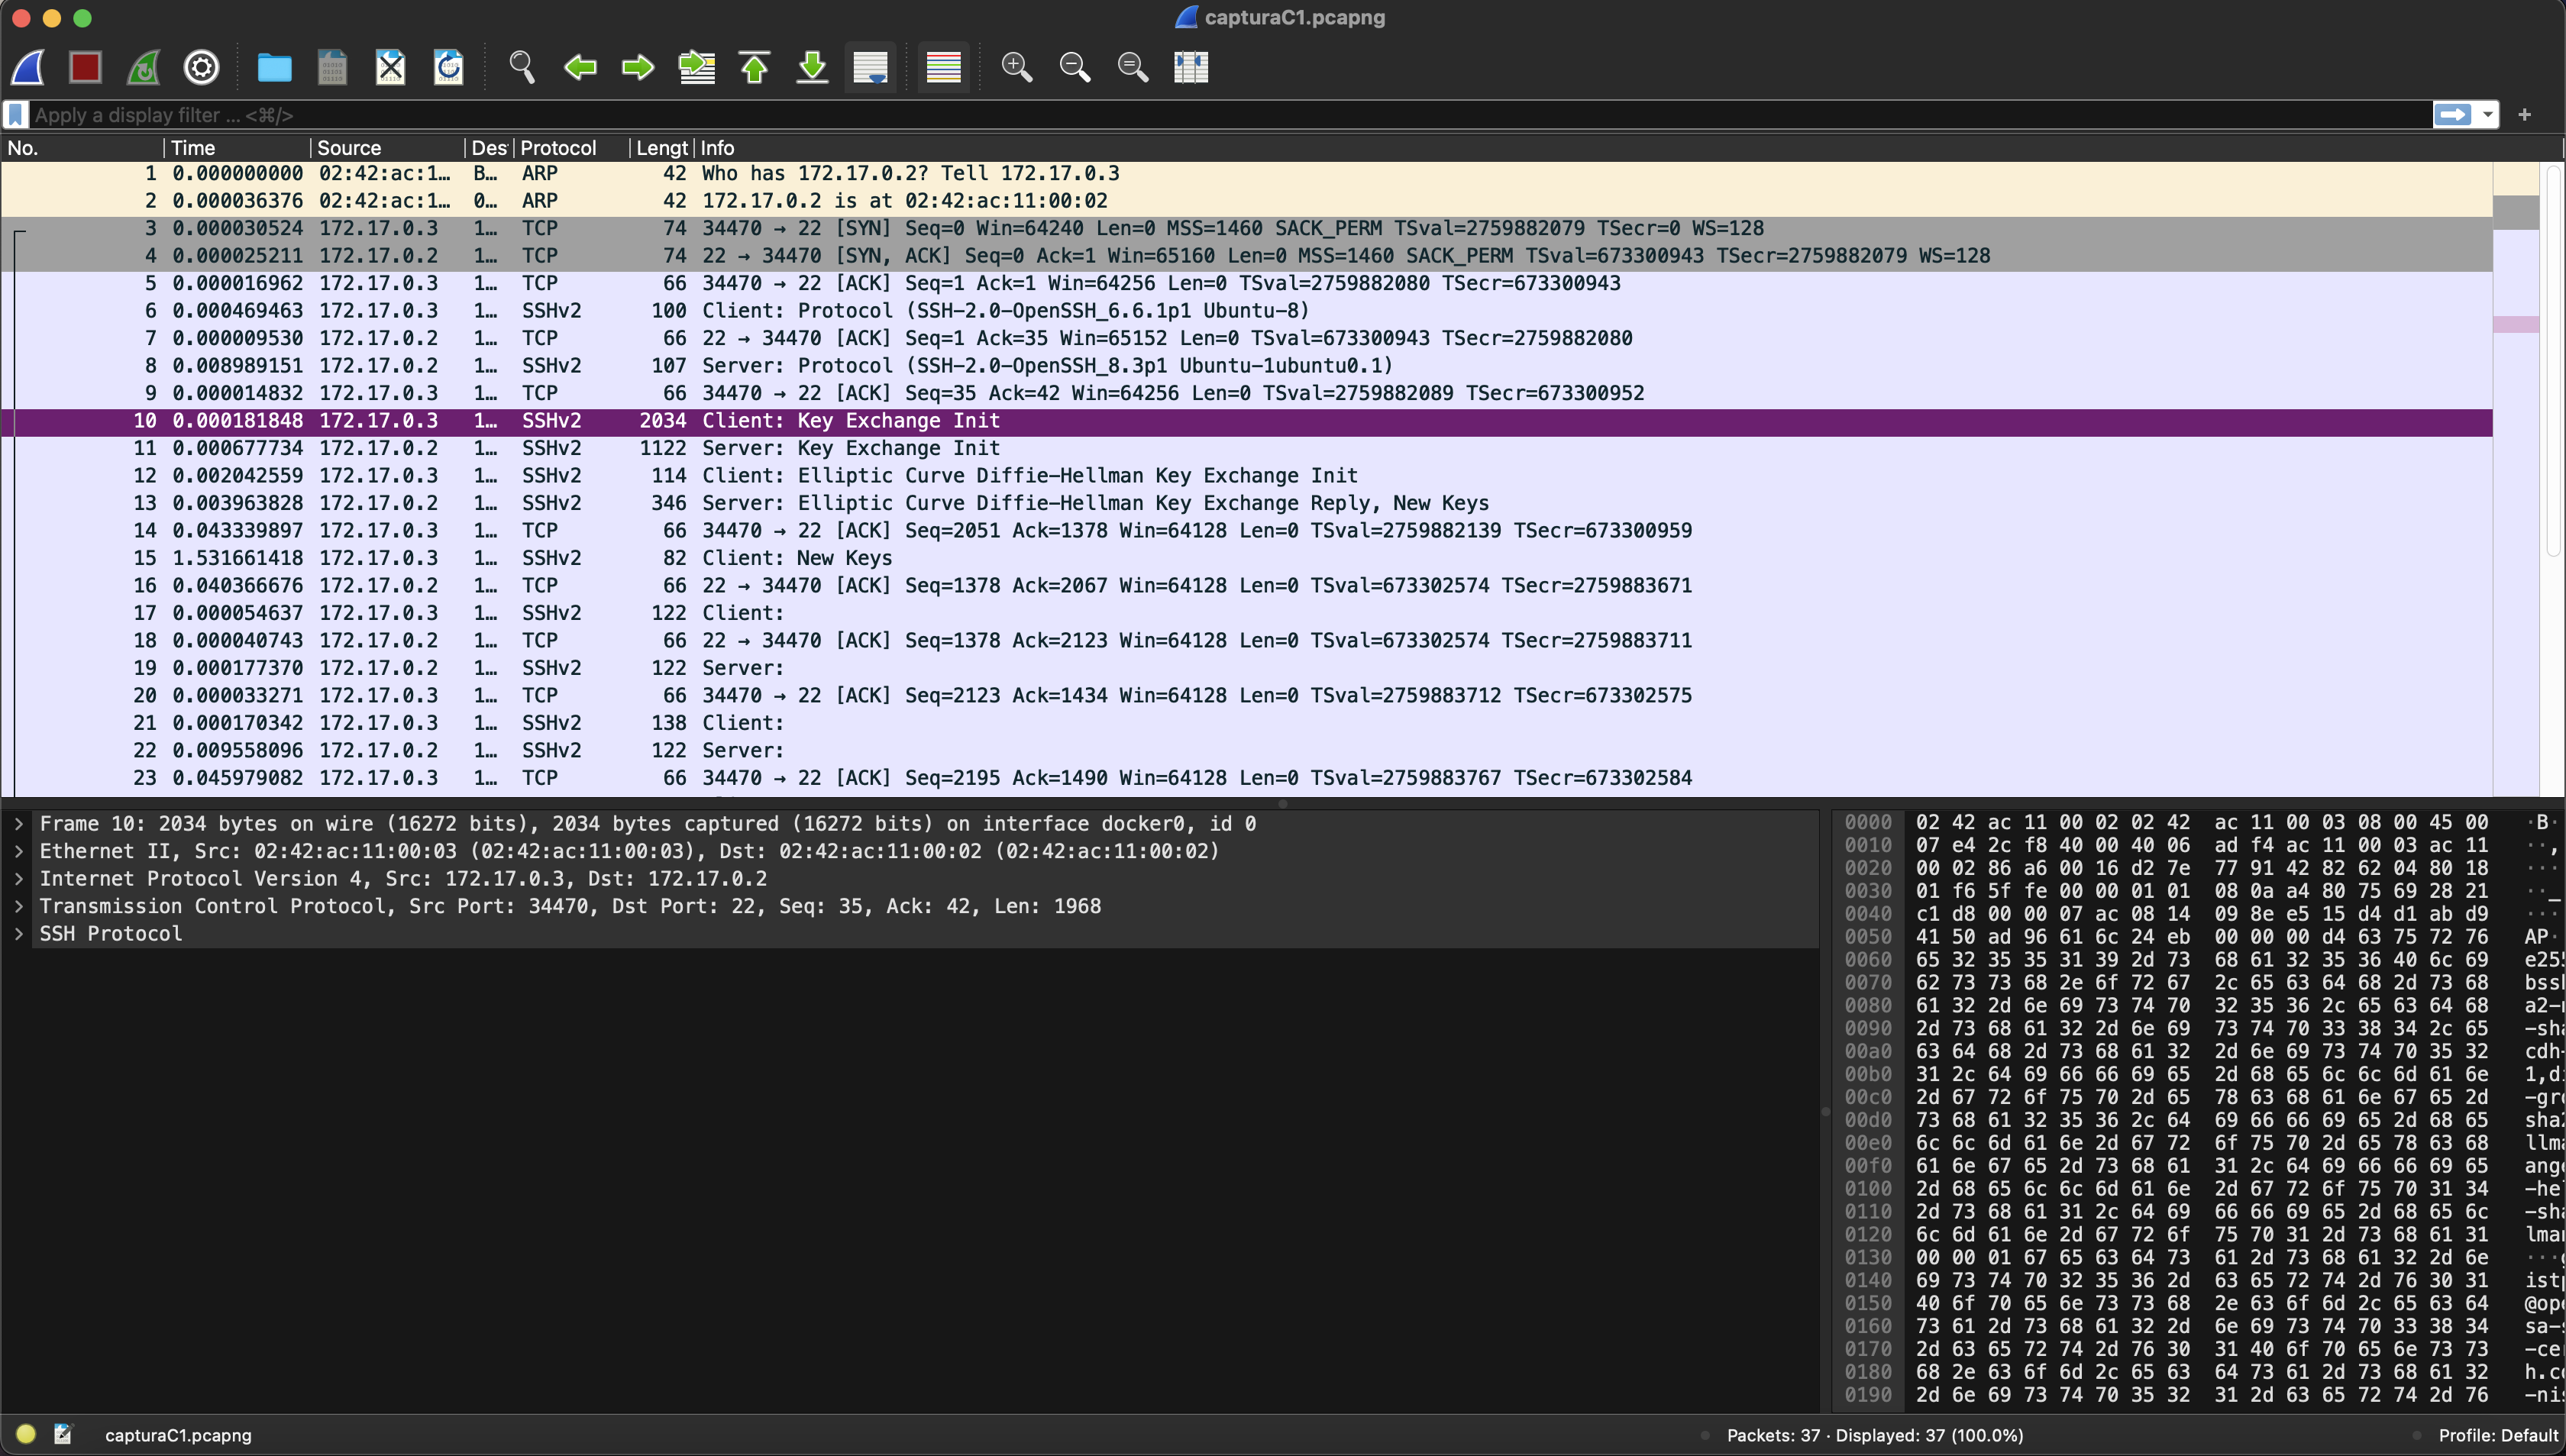 capturaC1.pcapng
Apply a display filter ... <⌘/>
No. Time Source Des Protocol Lengt Info
1 0.000000000 02:42:ac:1… B… ARP 42 Who has 172.17.0.2? Tell 172.17.0.3
2 0.000036376 02:42:ac:1… 0… ARP 42 172.17.0.2 is at 02:42:ac:11:00:02
3 0.000030524 172.17.0.3 1… TCP 74 34470 → 22 [SYN] Seq=0 Win=64240 Len=0 MSS=1460 SACK_PERM TSval=2759882079 TSecr=0 WS=128
4 0.000025211 172.17.0.2 1… TCP 74 22 → 34470 [SYN, ACK] Seq=0 Ack=1 Win=65160 Len=0 MSS=1460 SACK_PERM TSval=673300943 TSecr=2759882079 WS=128
5 0.000016962 172.17.0.3 1… TCP 66 34470 → 22 [ACK] Seq=1 Ack=1 Win=64256 Len=0 TSval=2759882080 TSecr=673300943
6 0.000469463 172.17.0.3 1… SSHv2 100 Client: Protocol (SSH-2.0-OpenSSH_6.6.1p1 Ubuntu-8)
7 0.000009530 172.17.0.2 1… TCP 66 22 → 34470 [ACK] Seq=1 Ack=35 Win=65152 Len=0 TSval=673300943 TSecr=2759882080
8 0.008989151 172.17.0.2 1… SSHv2 107 Server: Protocol (SSH-2.0-OpenSSH_8.3p1 Ubuntu-1ubuntu0.1)
9 0.000014832 172.17.0.3 1… TCP 66 34470 → 22 [ACK] Seq=35 Ack=42 Win=64256 Len=0 TSval=2759882089 TSecr=673300952
10 0.000181848 172.17.0.3 1… SSHv2 2034 Client: Key Exchange Init
11 0.000677734 172.17.0.2 1… SSHv2 1122 Server: Key Exchange Init
12 0.002042559 172.17.0.3 1… SSHv2 114 Client: Elliptic Curve Diffie-Hellman Key Exchange Init
13 0.003963828 172.17.0.2 1… SSHv2 346 Server: Elliptic Curve Diffie-Hellman Key Exchange Reply, New Keys
14 0.043339897 172.17.0.3 1… TCP 66 34470 → 22 [ACK] Seq=2051 Ack=1378 Win=64128 Len=0 TSval=2759882139 TSecr=673300959
15 1.531661418 172.17.0.3 1… SSHv2 82 Client: New Keys
16 0.040366676 172.17.0.2 1… TCP 66 22 → 34470 [ACK] Seq=1378 Ack=2067 Win=64128 Len=0 TSval=673302574 TSecr=2759883671
17 0.000054637 172.17.0.3 1… SSHv2 122 Client:
18 0.000040743 172.17.0.2 1… TCP 66 22 → 34470 [ACK] Seq=1378 Ack=2123 Win=64128 Len=0 TSval=673302574 TSecr=2759883711
19 0.000177370 172.17.0.2 1… SSHv2 122 Server:
20 0.000033271 172.17.0.3 1… TCP 66 34470 → 22 [ACK] Seq=2123 Ack=1434 Win=64128 Len=0 TSval=2759883712 TSecr=673302575
21 0.000170342 172.17.0.3 1… SSHv2 138 Client:
22 0.009558096 172.17.0.2 1… SSHv2 122 Server:
23 0.045979082 172.17.0.3 1… TCP 66 34470 → 22 [ACK] Seq=2195 Ack=1490 Win=64128 Len=0 TSval=2759883767 TSecr=673302584
Frame 10: 2034 bytes on wire (16272 bits), 2034 bytes captured (16272 bits) on interface docker0, id 0
Ethernet II, Src: 02:42:ac:11:00:03 (02:42:ac:11:00:03), Dst: 02:42:ac:11:00:02 (02:42:ac:11:00:02)
Internet Protocol Version 4, Src: 172.17.0.3, Dst: 172.17.0.2
Transmission Control Protocol, Src Port: 34470, Dst Port: 22, Seq: 35, Ack: 42, Len: 1968
SSH Protocol
0000 02 42 ac 11 00 02 02 42 ac 11 00 03 08 00 45 00 ·B·
0010 07 e4 2c f8 40 00 40 06 ad f4 ac 11 00 03 ac 11 ··,
0020 00 02 86 a6 00 16 d2 7e 77 91 42 82 62 04 80 18 ···
0030 01 f6 5f fe 00 00 01 01 08 0a a4 80 75 69 28 21 ··_
0040 c1 d8 00 00 07 ac 08 14 09 8e e5 15 d4 d1 ab d9 ···
0050 41 50 ad 96 61 6c 24 eb 00 00 00 d4 63 75 72 76 AP·
0060 65 32 35 35 31 39 2d 73 68 61 32 35 36 40 6c 69 e255
0070 62 73 73 68 2e 6f 72 67 2c 65 63 64 68 2d 73 68 bssh
0080 61 32 2d 6e 69 73 74 70 32 35 36 2c 65 63 64 68 a2-n
0090 2d 73 68 61 32 2d 6e 69 73 74 70 33 38 34 2c 65 -sha
00a0 63 64 68 2d 73 68 61 32 2d 6e 69 73 74 70 35 32 cdh-
00b0 31 2c 64 69 66 66 69 65 2d 68 65 6c 6c 6d 61 6e 1,di
00c0 2d 67 72 6f 75 70 2d 65 78 63 68 61 6e 67 65 2d -gro
00d0 73 68 61 32 35 36 2c 64 69 66 66 69 65 2d 68 65 sha2
00e0 6c 6c 6d 61 6e 2d 67 72 6f 75 70 2d 65 78 63 68 llma
00f0 61 6e 67 65 2d 73 68 61 31 2c 64 69 66 66 69 65 ange
0100 2d 68 65 6c 6c 6d 61 6e 2d 67 72 6f 75 70 31 34 -hel
0110 2d 73 68 61 31 2c 64 69 66 66 69 65 2d 68 65 6c -sha
0120 6c 6d 61 6e 2d 67 72 6f 75 70 31 2d 73 68 61 31 lman
0130 00 00 01 67 65 63 64 73 61 2d 73 68 61 32 2d 6e ···g
0140 69 73 74 70 32 35 36 2d 63 65 72 74 2d 76 30 31 istp
0150 40 6f 70 65 6e 73 73 68 2e 63 6f 6d 2c 65 63 64 @ope
0160 73 61 2d 73 68 61 32 2d 6e 69 73 74 70 33 38 34 sa-s
0170 2d 63 65 72 74 2d 76 30 31 40 6f 70 65 6e 73 73 -cer
0180 68 2e 63 6f 6d 2c 65 63 64 73 61 2d 73 68 61 32 h.co
0190 2d 6e 69 73 74 70 35 32 31 2d 63 65 72 74 2d 76 -nis
capturaC1.pcapng Packets: 37 · Displayed: 37 (100.0%) Profile: Default